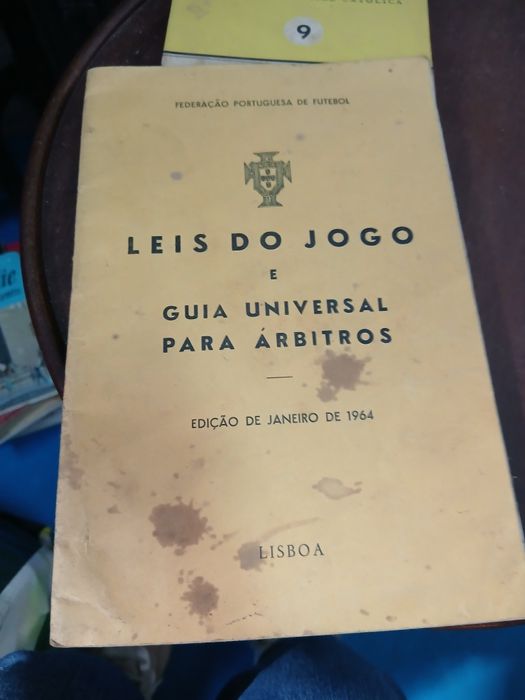 9
FEDERAÇÃO PORTUGUESA DE FUTEBOL
LEIS DO JOGO
E
GUIA UNIVERSAL
PARA ÁRBITROS
EDIÇÃO DE JANEIRO DE 1964
LISBOA